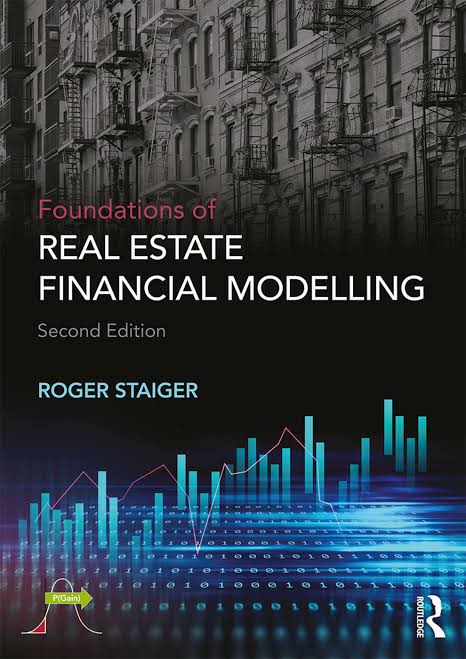 Foundations of
REAL ESTATE
FINANCIAL MODELLING
Second Edition
ROGER STAIGER
P(Gain)
ROUTLEDGE